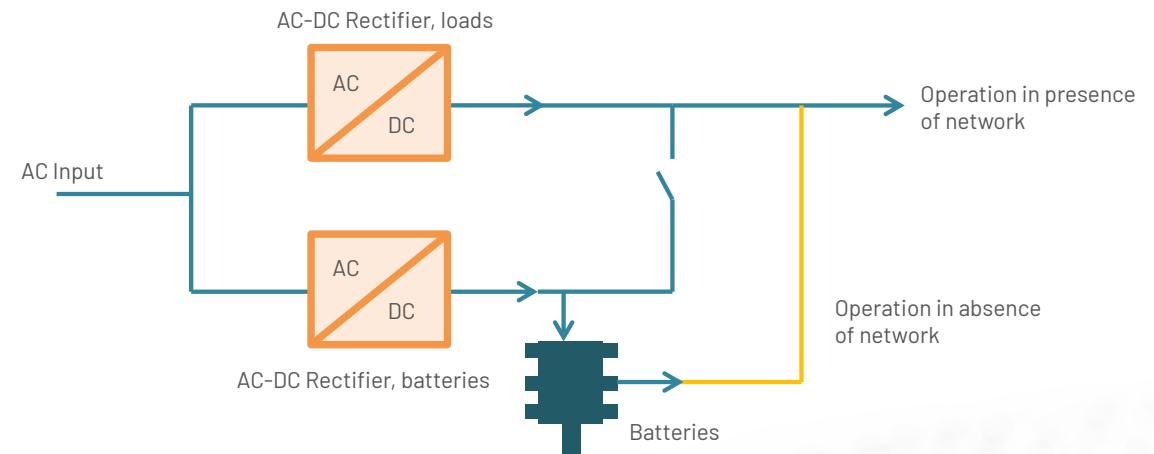 AC-DC Rectifier, loads
AC
DC
Operation in presence
of network
AC Input
AC
DC
Operation in absence
of network
AC-DC Rectifier, batteries
Batteries